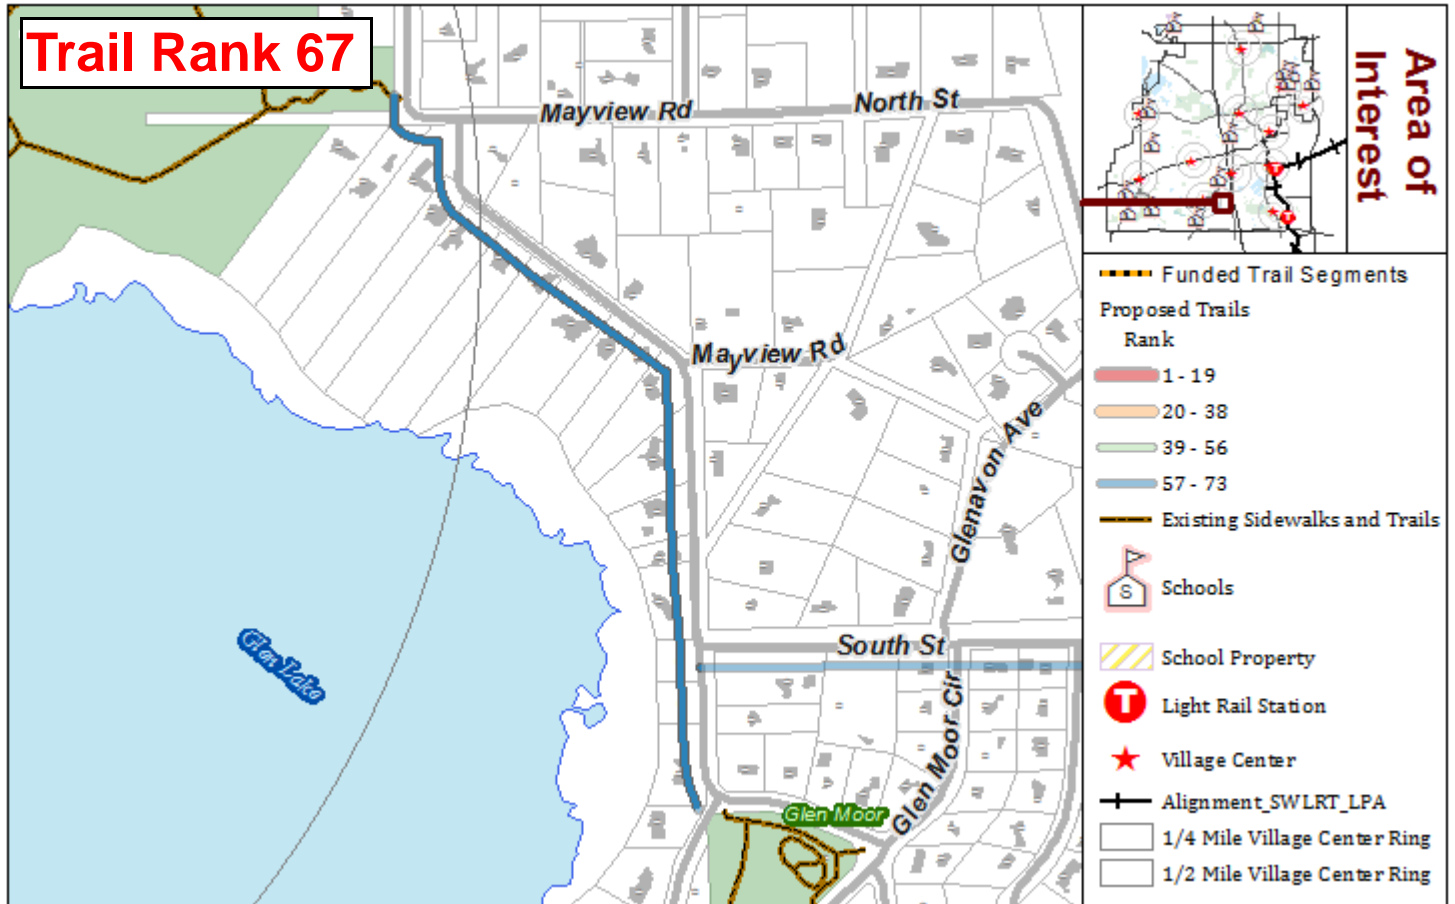 Trail Rank 67
Mayview Rd
North St
Mayview Rd
Glenavon Ave
South St
Glen Moor Cir
Glen Moor
Glen Lake
Area of
Interest
T
T
Funded Trail Segments
Proposed Trails
Rank
1 - 19
20 - 38
39 - 56
57 - 73
Existing Sidewalks and Trails
S
Schools
School Property
T
Light Rail Station
Village Center
Alignment_SWLRT_LPA
1/4 Mile Village Center Ring
1/2 Mile Village Center Ring